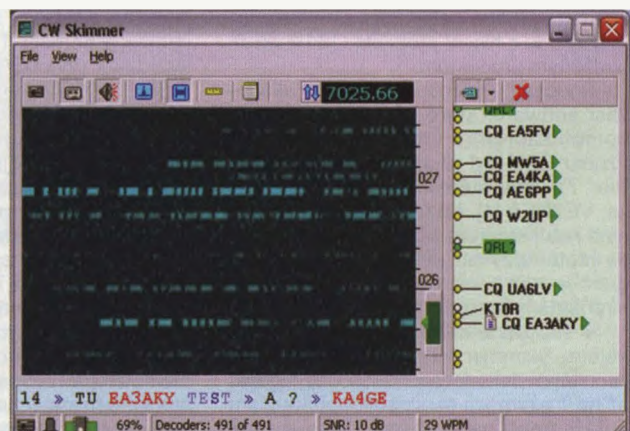 CW Skimmer
File View Help
7025.66
QRL?
CQ EA5FV
CQ MW5A
CQ EA4KA
027
CQ AE6PP
CQ W2UP
QRL?
026
CQ UA6LV
KT0R
CQ EA3AKY
14 » TU EA3AKY TEST » A ? » KA4GE
69% Decoders: 491 of 491 SNR: 10 dB 29 WPM